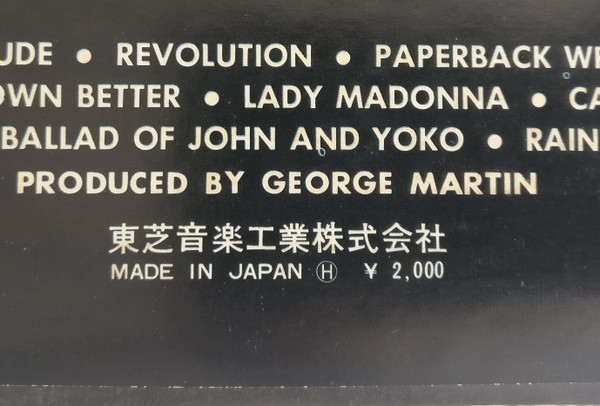 UDE • REVOLUTION • PAPERBACK W
OWN BETTER • LADY MADONNA • CA
BALLAD OF JOHN AND YOKO • RAIN
PRODUCED BY GEORGE MARTIN
東芝音楽工業株式会社
MADE IN JAPAN Ⓗ ¥ 2,000